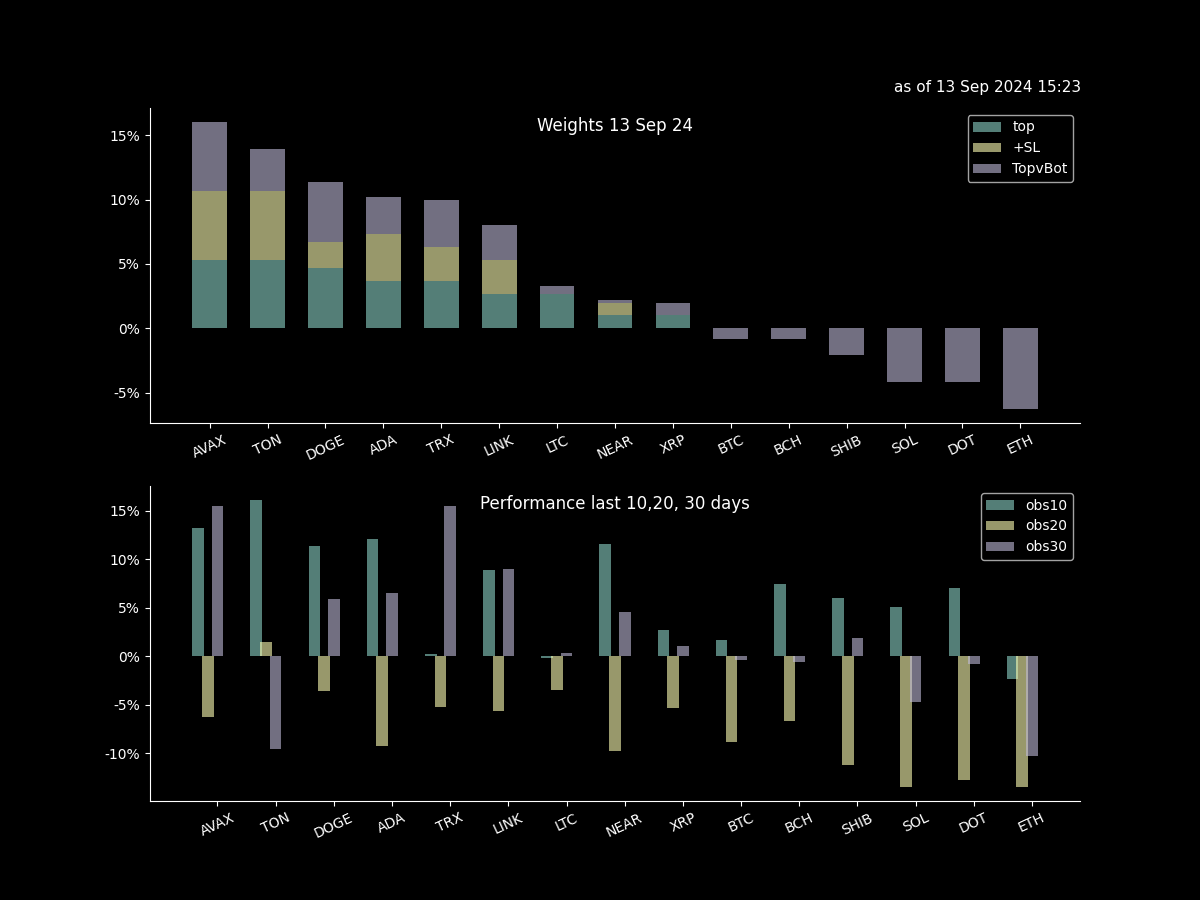 as of 13 Sep 2024 15:23
Weights 13 Sep 24
top
+SL
TopvBot
15%
10%
5%
0%
-5%
AVAX TON DOGE ADA TRX LINK LTC NEAR XRP BTC BCH SHIB SOL DOT ETH
Performance last 10,20, 30 days
obs10
obs20
obs30
15%
10%
5%
0%
-5%
-10%
AVAX TON DOGE ADA TRX LINK LTC NEAR XRP BTC BCH SHIB SOL DOT ETH